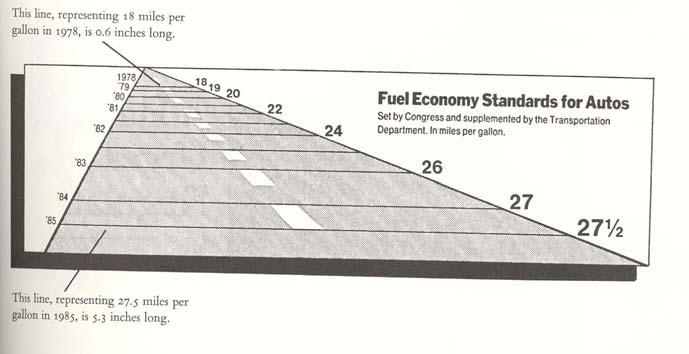 This line, representing 18 miles per
gallon in 1978, is 0.6 inches long.
1978
'79
'80
'81
'82
'83
'84
'85
18
19
20
22
24
26
27
27½
Fuel Economy Standards for Autos
Set by Congress and supplemented by the Transportation
Department. In miles per gallon.
This line, representing 27.5 miles per
gallon in 1985, is 5.3 inches long.